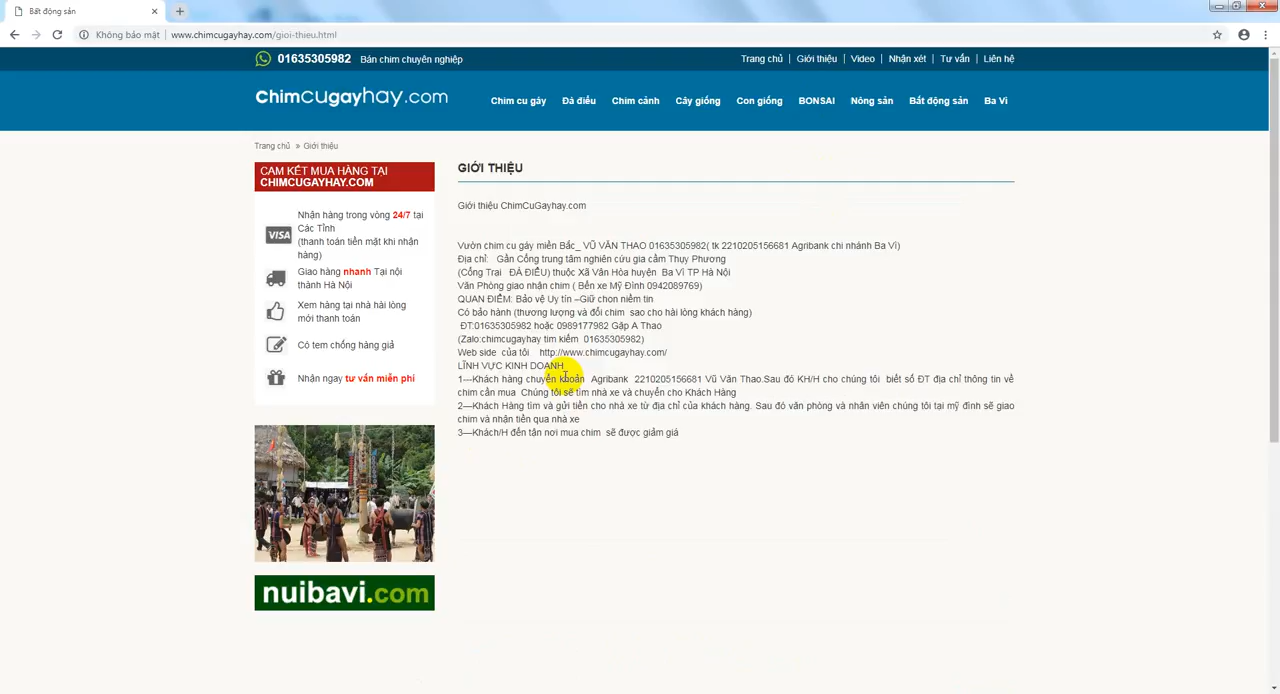 Bất động sản
Không bảo mật | www.chimcugayhay.com/gioi-thieu.html
01635305982 Bán chim chuyên nghiệp
Trang chủ | Giới thiệu | Video | Nhận xét | Tư vấn | Liên hệ
Chimcugayhay.com
Chim cu gáy Đà điểu Chim cảnh Cây giống Con giống BONSAI Nông sản Bất động sản Ba Vì
Trang chủ » Giới thiệu
CAM KẾT MUA HÀNG TẠI
CHIMCUGAYHAY.COM
VISA
Nhận hàng trong vòng 24/7 tại
Các Tỉnh
(thanh toán tiền mặt khi nhân
hàng)
Giao hàng nhanh Tại nội
thành Hà Nội
Xem hàng tại nhà hài lòng
mới thanh toán
Có tem chống hàng giả
Nhận ngay tư vấn miễn phí
nuibavi.com
GIỚI THIỆU
Giới thiệu ChimCuGayhay.com
Vườn chim cu gáy miền Bắc_ VŨ VĂN THAO 01635305982( tk 2210205156681 Agribank chi nhánh Ba Vì)
Địa chỉ: Gần Cổng trung tâm nghiên cứu gia cầm Thụy Phương
(Cổng Trại ĐÀ ĐIỂU) thuộc Xã Vân Hòa huyện Ba Vì TP Hà Nội
Văn Phòng giao nhận chim ( Bến xe Mỹ Đình 0942089769)
QUAN ĐIỂM: Bảo vệ Uy tín –Giữ chọn niềm tin
Có bảo hành (thương lượng và đổi chim sao cho hài lòng khách hàng)
ĐT:01635305982 hoặc 0989177982 Gặp A Thao
(Zalo:chimcugayhay tìm kiếm 01635305982)
Web side của tôi http://www.chimcugayhay.com/
LĨNH VỰC KINH DOANH
1---Khách hàng chuyển khoản Agribank 2210205156681 Vũ Văn Thao.Sau đó KH/H cho chúng tôi biết số ĐT địa chỉ thông tin về
chim cần mua Chúng tôi sẽ tìm nhà xe và chuyển cho Khách Hàng
2—Khách Hàng tìm và gửi tiền cho nhà xe từ địa chỉ của khách hàng. Sau đó văn phòng và nhân viên chúng tôi tại mỹ đình sẽ giao
chim và nhận tiền qua nhà xe
3—Khách/H đến tận nơi mua chim sẽ được giảm giá